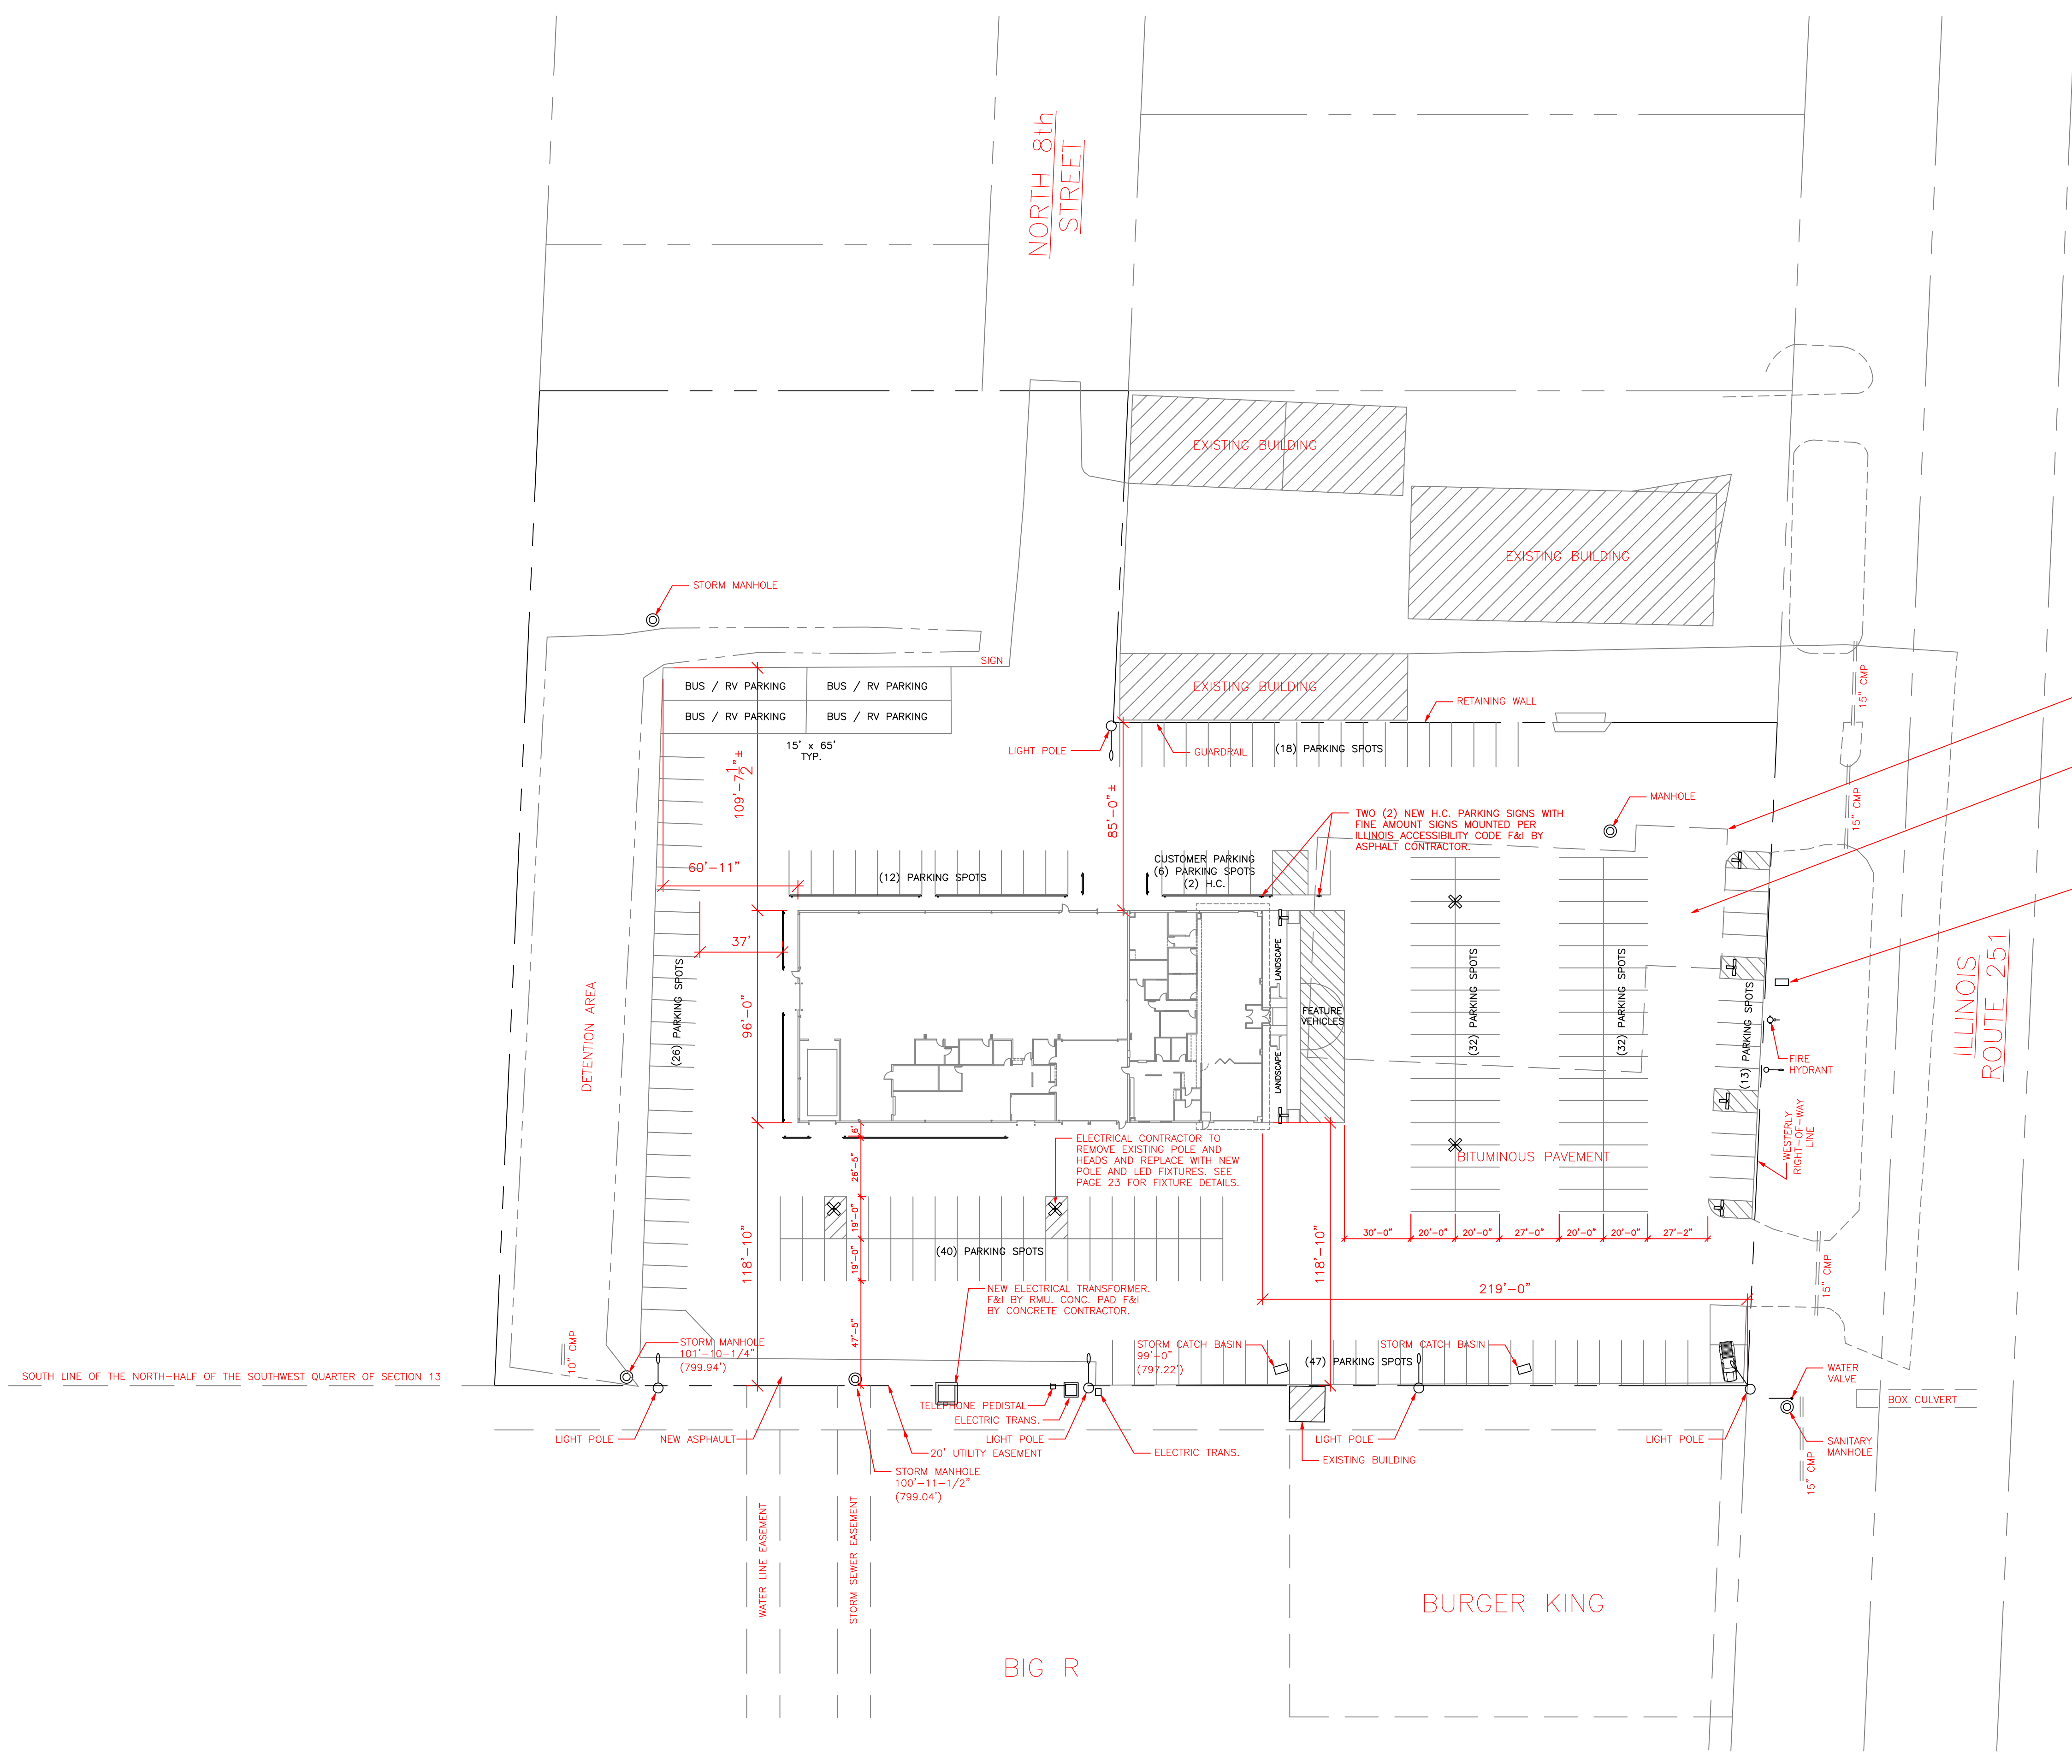 NORTH 8th
STREET
EXISTING BUILDING
EXISTING BUILDING
STORM MANHOLE
SIGN
BUS / RV PARKING
BUS / RV PARKING
BUS / RV PARKING
BUS / RV PARKING
15' x 65'
TYP.
EXISTING BUILDING
RETAINING WALL
15" CMP
LIGHT POLE
GUARDRAIL
(18) PARKING SPOTS
109'-7 1/2"±
85'-0"±
MANHOLE
15" CMP
TWO (2) NEW H.C. PARKING SIGNS WITH
FINE AMOUNT SIGNS MOUNTED PER
ILLINOIS ACCESSIBILITY CODE F&I BY
ASPHALT CONTRACTOR.
60'-11"
(12) PARKING SPOTS
CUSTOMER PARKING
(6) PARKING SPOTS
(2) H.C.
37'
LANDSCAPE
FEATURE
VEHICLES
LANDSCAPE
DETENTION AREA
(26) PARKING SPOTS
96'-0"
(32) PARKING SPOTS
(32) PARKING SPOTS
(13) PARKING SPOTS
ILLINOIS
ROUTE 251
FIRE
HYDRANT
WESTERLY
RIGHT-OF-WAY
LINE
BITUMINOUS PAVEMENT
6'
26'-5"
19'-0"
19'-0"
47'-5"
118'-10"
118'-10"
ELECTRICAL CONTRACTOR TO
REMOVE EXISTING POLE AND
HEADS AND REPLACE WITH NEW
POLE AND LED FIXTURES. SEE
PAGE 23 FOR FIXTURE DETAILS.
(40) PARKING SPOTS
30'-0"
20'-0"
20'-0"
27'-0"
20'-0"
20'-0"
27'-2"
219'-0"
15" CMP
NEW ELECTRICAL TRANSFORMER.
F&I BY RMU. CONC. PAD F&I
BY CONCRETE CONTRACTOR.
10" CMP
STORM MANHOLE
101'-10-1/4"
(799.94')
STORM CATCH BASIN
99'-0"
(797.22')
STORM CATCH BASIN
(47) PARKING SPOTS
WATER
VALVE
SOUTH LINE OF THE NORTH-HALF OF THE SOUTHWEST QUARTER OF SECTION 13
BOX CULVERT
TELEPHONE PEDISTAL
ELECTRIC TRANS.
LIGHT POLE
NEW ASPHAULT
LIGHT POLE
LIGHT POLE
LIGHT POLE
SANITARY
MANHOLE
20' UTILITY EASEMENT
ELECTRIC TRANS.
EXISTING BUILDING
STORM MANHOLE
100'-11-1/2"
(799.04')
15" CMP
WATER LINE EASEMENT
STORM SEWER EASEMENT
BURGER KING
BIG R